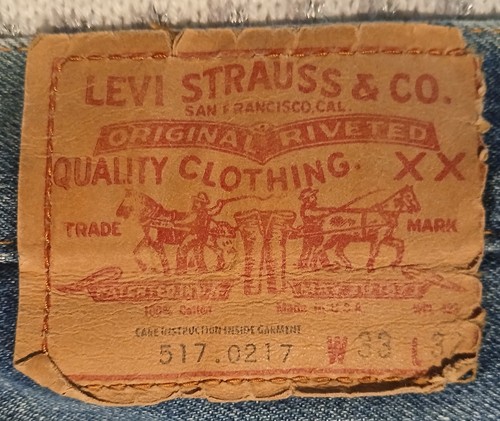 LEVI STRAUSS & CO.
SAN FRANCISCO, CAL.
ORIGINAL RIVETED
QUALITY CLOTHING. XX
TRADE MARK
100% Cotton Made in U.S.A
CARE INSTRUCTION INSIDE GARMENT
517.0217 W 33 L